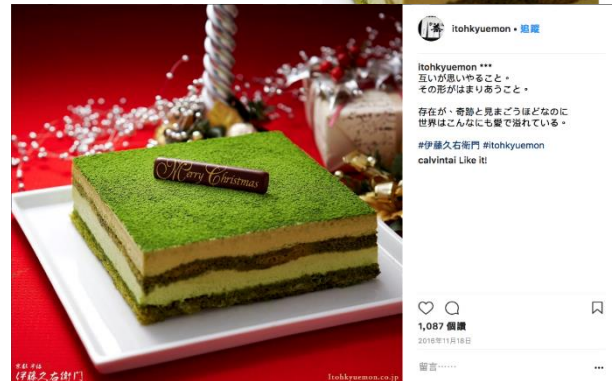 Merry Christmas
京都 宇治
伊藤久右衛門
Itohkyuemon.co.jp
itohkyuemon • 追蹤
itohkyuemon ***
互いが思いやること。
その形がはまりあうこと。
存在が、奇跡と見まごうほどなのに
世界はこんなにも愛で溢れている。
#伊藤久右衛門 #itohkyuemon
calvintai Like it!
1,087 個讚
2016年11月18日
留言……